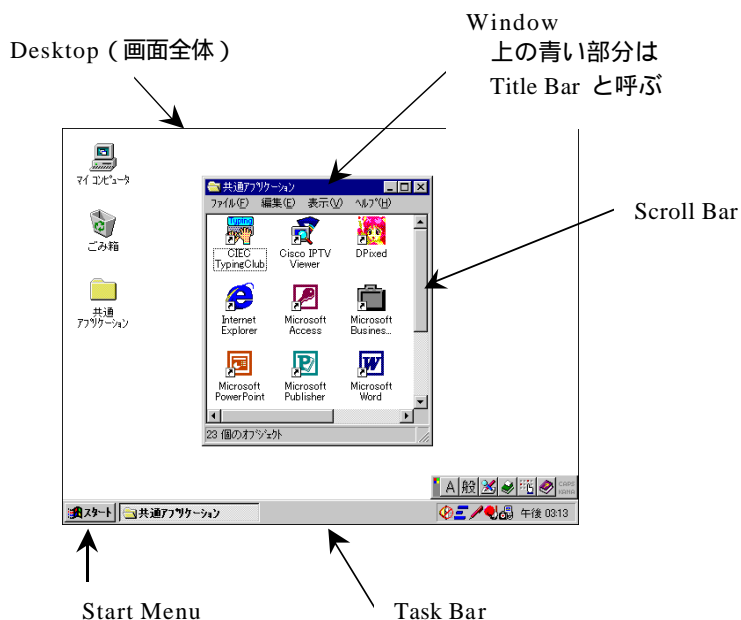 Window
Desktop (画面全体)
上の青い部分は
Title Bar と呼ぶ
マイ コンピュータ
ごみ箱
共通
アプリケーション
共通アプリケーション
ファイル(F) 編集(E) 表示(V) ヘルプ(H)
Typing
CIEC
TypingClub
Cisco IPTV
Viewer
DPixed
Internet
Explorer
Microsoft
Access
Microsoft
Busines...
Microsoft
PowerPoint
Microsoft
Publisher
Microsoft
Word
23 個のオブジェクト
Scroll Bar
A 般 CAPS
KANA
スタート 共通アプリケーション 午後 03:13
Start Menu
Task Bar